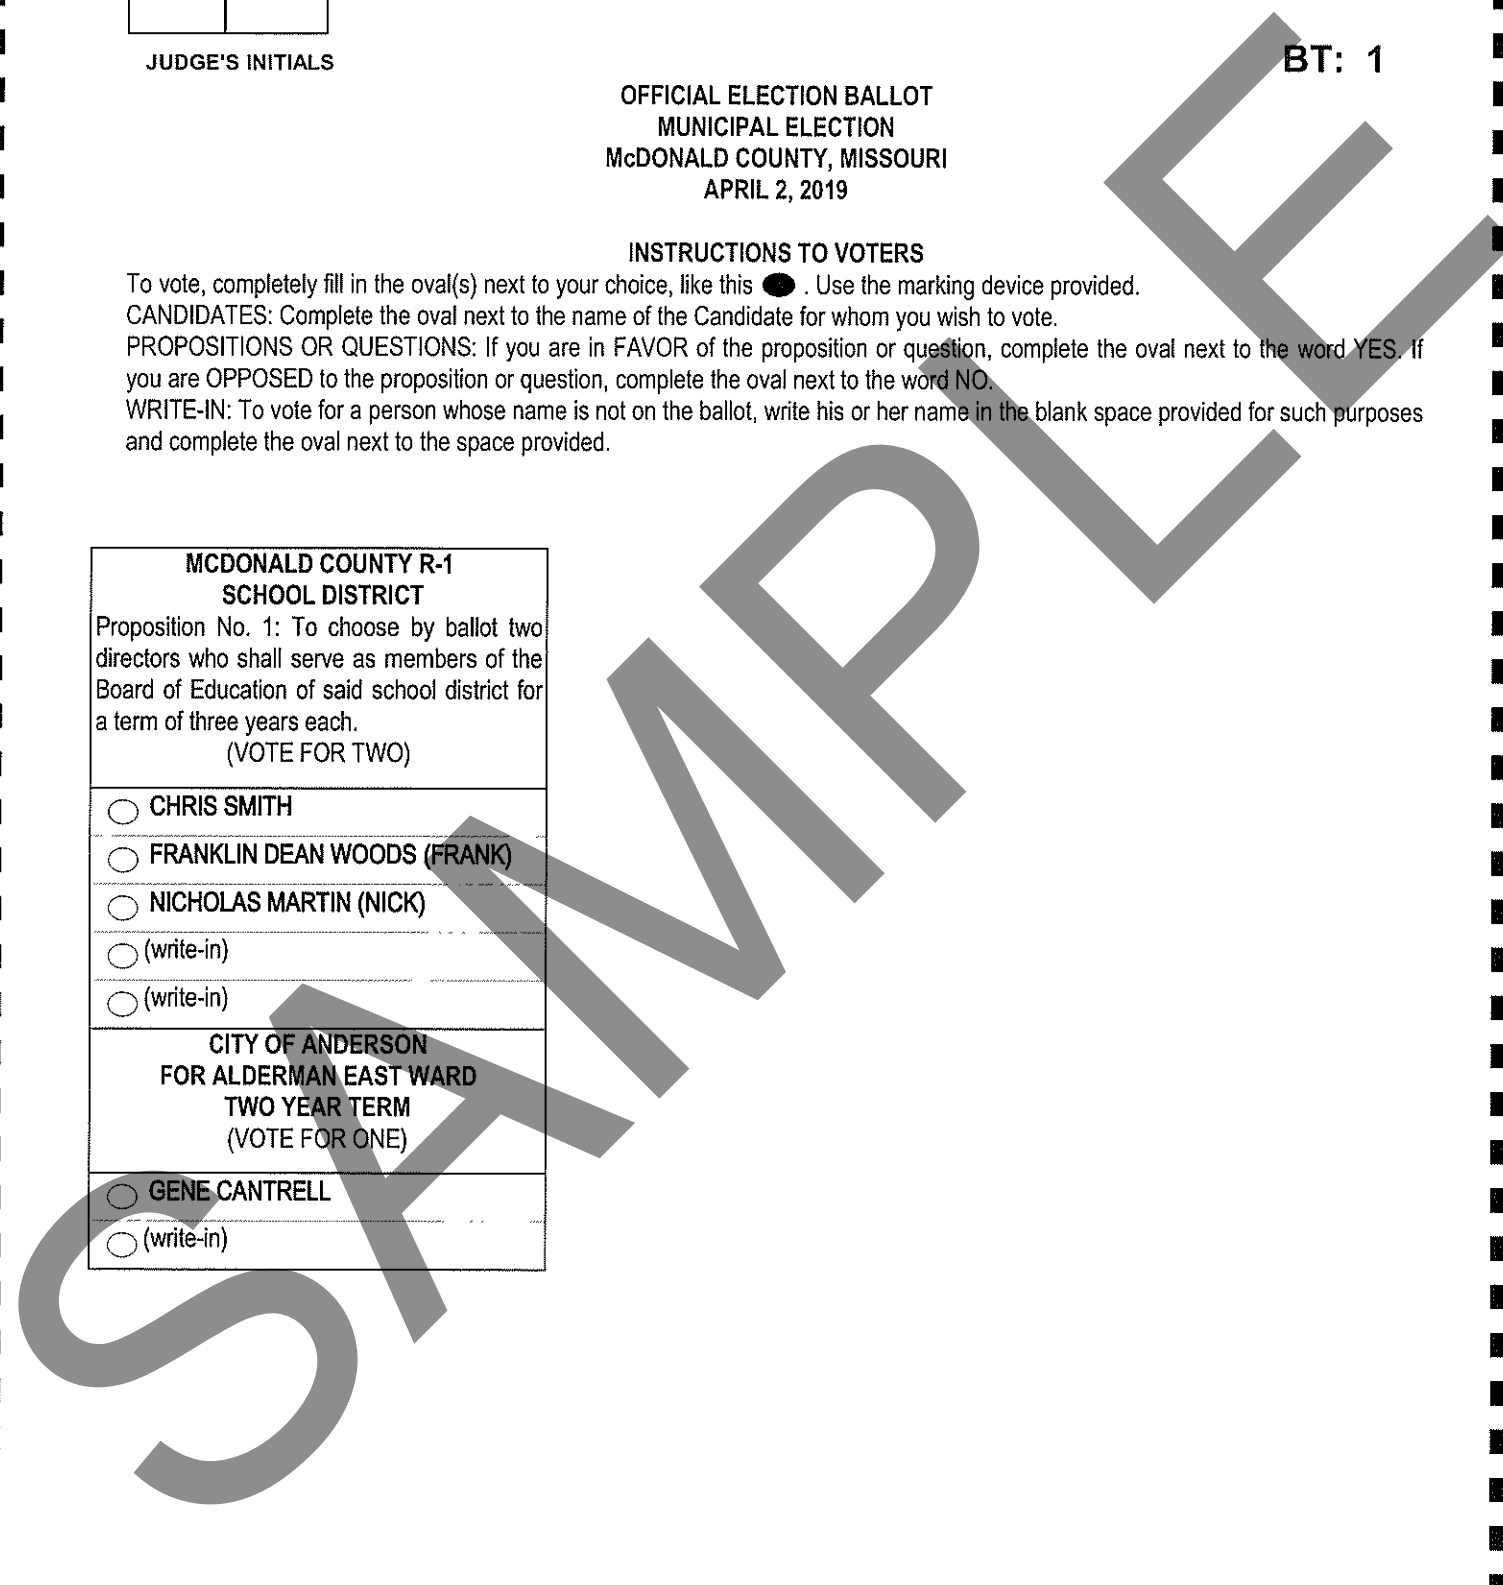 JUDGE'S INITIALS
BT: 1
OFFICIAL ELECTION BALLOT
MUNICIPAL ELECTION
McDONALD COUNTY, MISSOURI
APRIL 2, 2019
INSTRUCTIONS TO VOTERS
To vote, completely fill in the oval(s) next to your choice, like this . Use the marking device provided.
CANDIDATES: Complete the oval next to the name of the Candidate for whom you wish to vote.
PROPOSITIONS OR QUESTIONS: If you are in FAVOR of the proposition or question, complete the oval next to the word YES. If
you are OPPOSED to the proposition or question, complete the oval next to the word NO.
WRITE-IN: To vote for a person whose name is not on the ballot, write his or her name in the blank space provided for such purposes
and complete the oval next to the space provided.
MCDONALD COUNTY R-1
SCHOOL DISTRICT
Proposition No. 1: To choose by ballot two
directors who shall serve as members of the
Board of Education of said school district for
a term of three years each.
(VOTE FOR TWO)
CHRIS SMITH
FRANKLIN DEAN WOODS (FRANK)
NICHOLAS MARTIN (NICK)
(write-in)
(write-in)
CITY OF ANDERSON
FOR ALDERMAN EAST WARD
TWO YEAR TERM
(VOTE FOR ONE)
GENE CANTRELL
(write-in)
SAMPLE